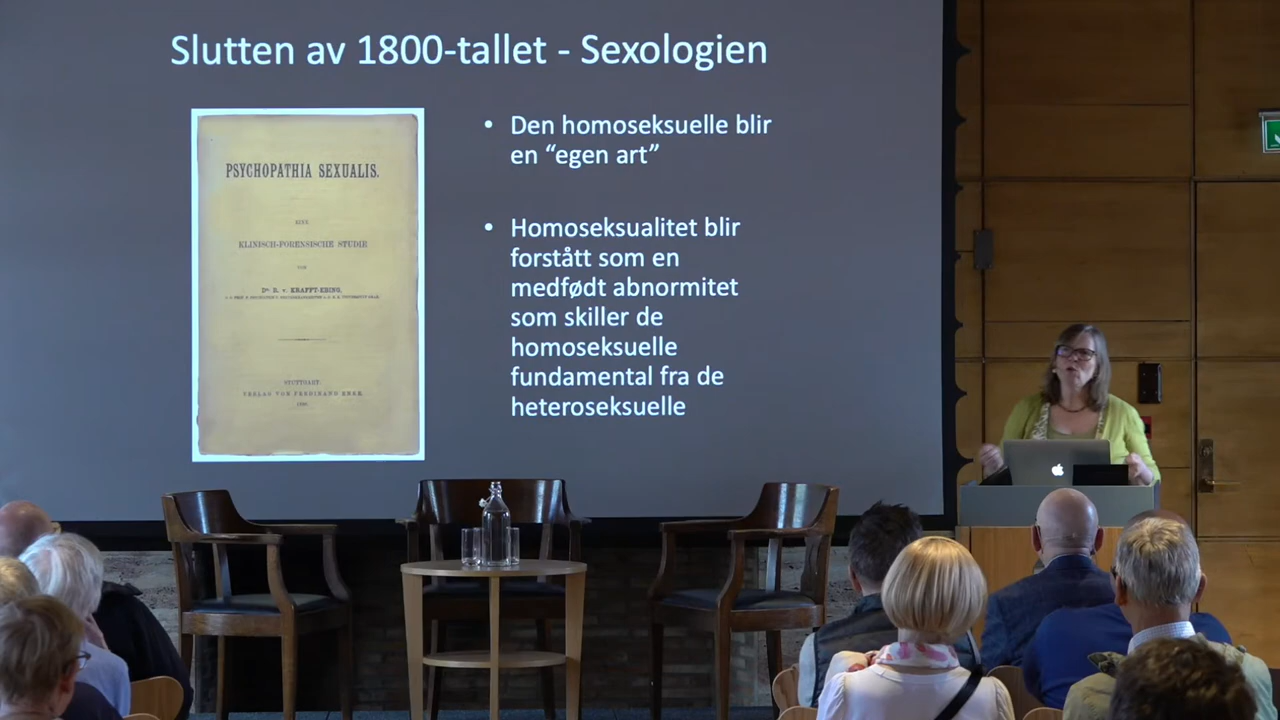 Slutten av 1800-tallet - Sexologien
PSYCHOPATHIA SEXUALIS.
EINE
KLINISCH-FORENSISCHE STUDIE
VON
DR. R. v. KRAFFT-EBING,
STUTTGART.
VERLAG VON FERDINAND ENKE.
1886.
• Den homoseksuelle blir
en “egen art”
• Homoseksualitet blir
forstått som en
medfødt abnormitet
som skiller de
homoseksuelle
fundamental fra de
heteroseksuelle